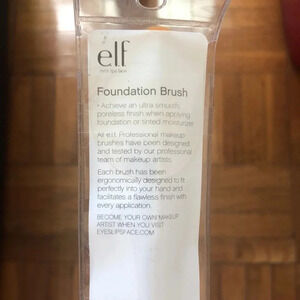 elf
eyes lips face
Foundation Brush
• Achieve an ultra smooth,
poreless finish when applying
foundation or tinted moisturizer
All e.l.f. Professional makeup
brushes have been designed
and tested by our professional
team of makeup artists.
Each brush has been
ergonomically designed to fit
perfectly into your hand and
facilitates a flawless finish with
every application.
BECOME YOUR OWN MAKEUP
ARTIST WHEN YOU VISIT
EYESLIPSFACE.COM